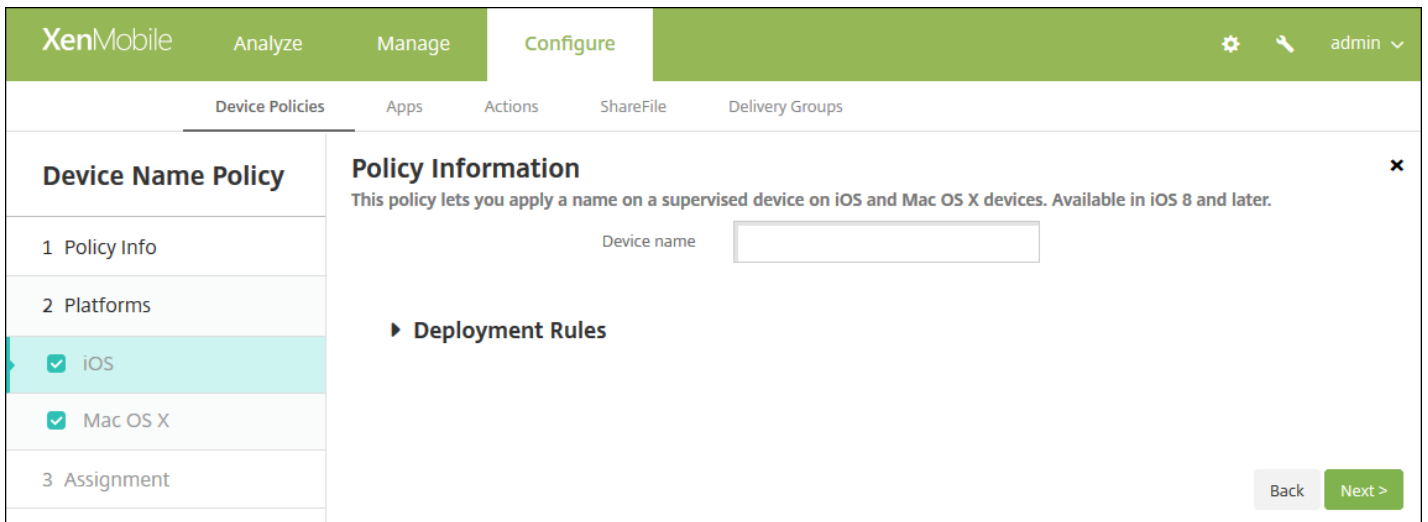 XenMobile Analyze Manage Configure admin
Device Policies Apps Actions ShareFile Delivery Groups
Device Name Policy
1 Policy Info
2 Platforms
iOS
Mac OS X
3 Assignment
Policy Information
This policy lets you apply a name on a supervised device on iOS and Mac OS X devices. Available in iOS 8 and later.
Device name
Deployment Rules
Back Next >